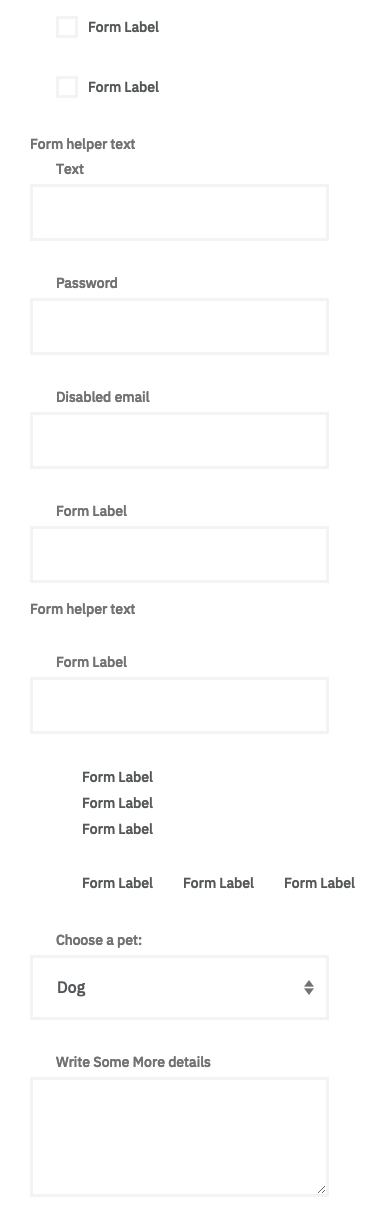 Form Label
Form Label
Form helper text
Text
Password
Disabled email
Form Label
Form helper text
Form Label
Form Label
Form Label
Form Label
Form Label Form Label Form Label
Choose a pet:
Dog
Write Some More details